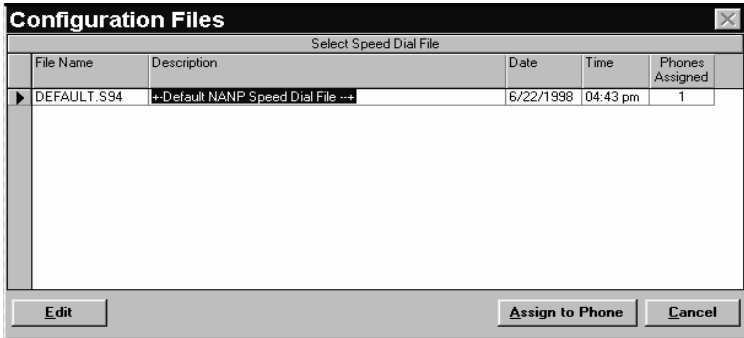 Configuration Files
Select Speed Dial File
File Name Description Date Time Phones Assigned
DEFAULT.S94 +-Default NANP Speed Dial File --+ 6/22/1998 04:43 pm 1
Edit Assign to Phone Cancel